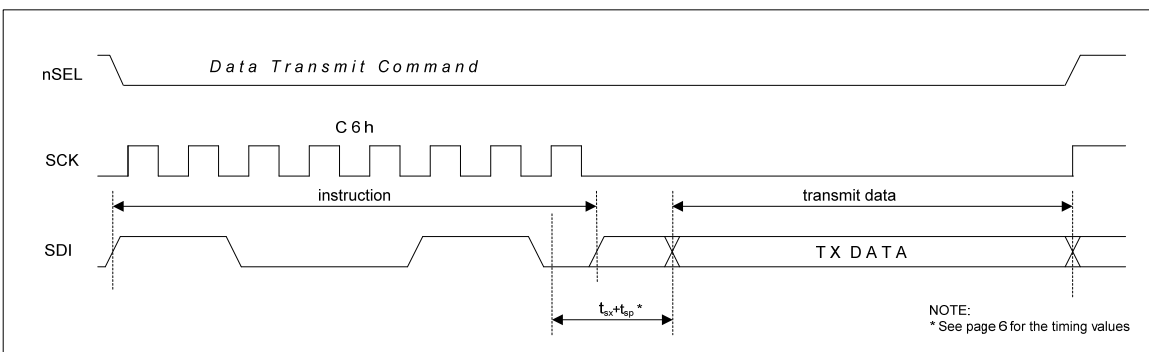 nSEL
Data Transmit Command
C6h
SCK
instruction
transmit data
SDI
TX DATA
tsx+tsp *
NOTE:
* See page 6 for the timing values